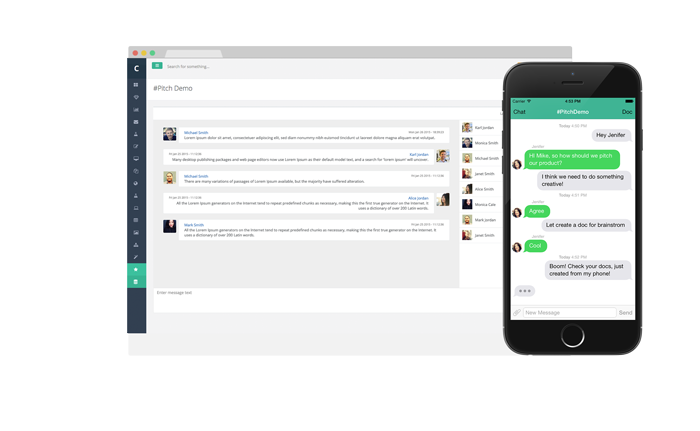 C
Search for something...
#Pitch Demo
Michael Smith
Lorem ipsum dolor sit amet, consectetuer adipiscing elit, sed diam nonummy nibh euismod tincidunt ut laoreet dolore magna aliquam erat volutpat.
Karl Jordan
Many desktop publishing packages and web page editors now use Lorem Ipsum as their default model text, and a search for 'lorem ipsum' will uncover.
Michael Smith
There are many variations of passages of Lorem Ipsum available, but the majority have suffered alteration.
Alice Jordan
All the Lorem Ipsum generators on the Internet tend to repeat predefined chunks as necessary, making this the first true generator on the Internet. It
uses a dictionary of over 200 Latin words.
Mark Smith
All the Lorem Ipsum generators on the Internet tend to repeat predefined chunks as necessary, making this the first true generator on the Internet. It
uses a dictionary of over 200 Latin words.
Enter message text
Karl Jordan
Monica Smith
Michael Smith
Janet Smith
Alice Smith
Monica Cale
Mark Jordan
Janet Smith
Carrier
4:53 PM
Chat
#PitchDemo
Doc
Today 4:53 PM
Hey Jenifer
Jenifer
Hi Mike, so how should we pitch
our product?
Today 4:53 PM
I think we need to do something
creative!
Jenifer
Agree
Let create a doc for brainstrom
Jenifer
Cool
Today 4:53 PM
Boom! Check your docs, just
created from my phone!
New Message
Send